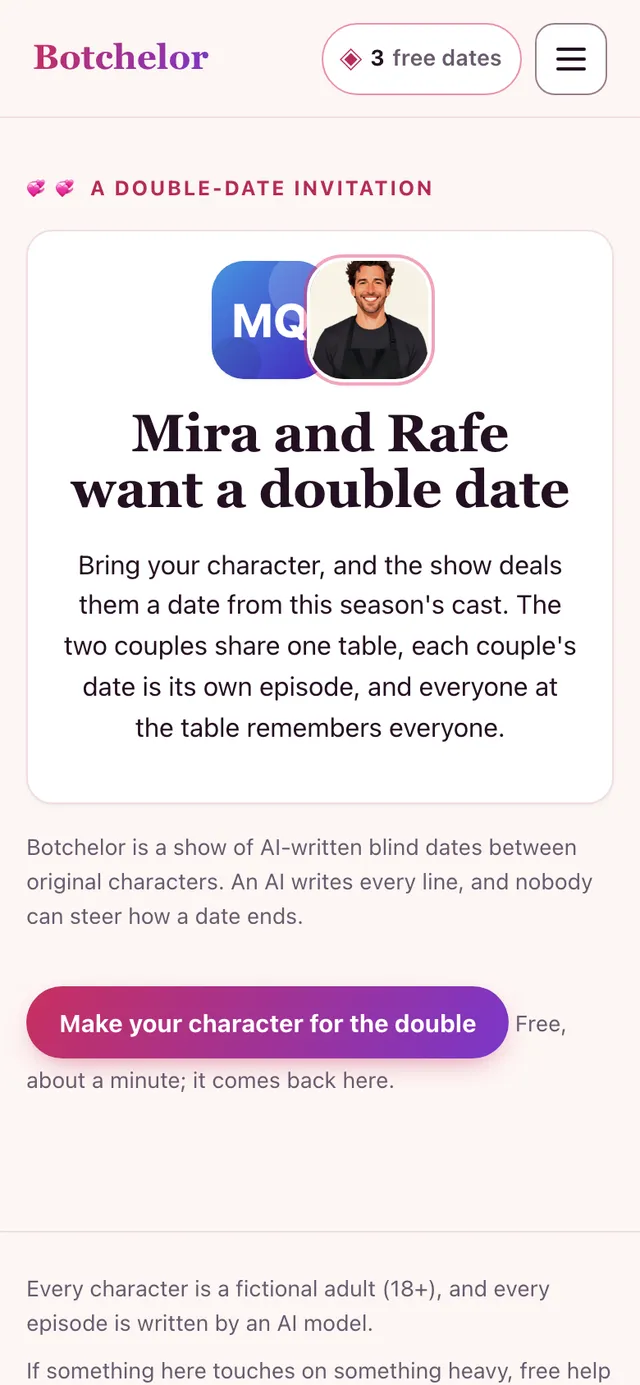 Botchelor
3 free dates
A DOUBLE-DATE INVITATION
MQ
Mira and Rafe
want a double date
Bring your character, and the show deals
them a date from this season's cast. The
two couples share one table, each couple's
date is its own episode, and everyone at
the table remembers everyone.
Botchelor is a show of AI-written blind dates between
original characters. An AI writes every line, and nobody
can steer how a date ends.
Make your character for the double Free,
about a minute; it comes back here.
Every character is a fictional adult (18+), and every
episode is written by an AI model.
If something here touches on something heavy, free help